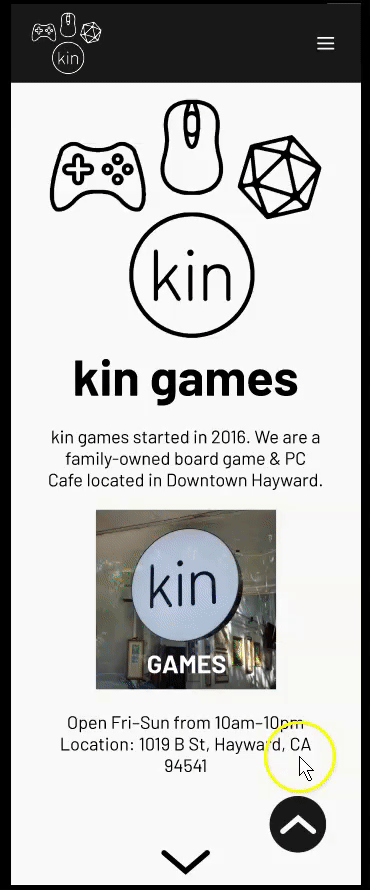 kin
kin
kin games
kin games started in 2016. We are a
family-owned board game & PC
Cafe located in Downtown Hayward.
kin
GAMES
Open Fri–Sun from 10am–10pm
Location: 1019 B St, Hayward, CA
94541